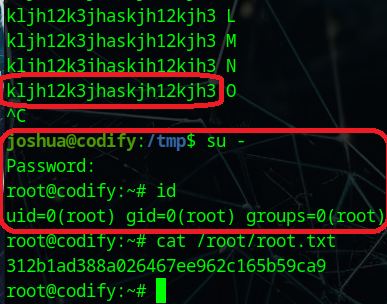 kljh12k3jhaskjh12kjh3 L
kljh12k3jhaskjh12kjh3 M
kljh12k3jhaskjh12kjh3 N
kljh12k3jhaskjh12kjh3 O
^C
joshua@codify:/tmp$ su -
Password:
root@codify:~# id
uid=0(root) gid=0(root) groups=0(root)
root@codify:~# cat /root/root.txt
312b1ad388a026467ee962c165b59ca9
root@codify:~#